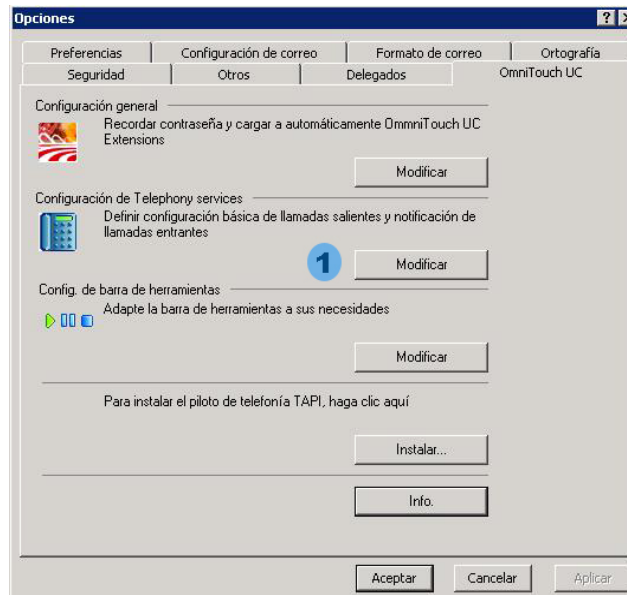 Opciones
Preferencias Configuración de correo Formato de correo Ortografía
Seguridad Otros Delegados OmniTouch UC
Configuración general
Recordar contraseña y cargar a automáticamente OmmniTouch UC
Extensions
Modificar
Configuración de Telephony services
Definir configuración básica de llamadas salientes y notificación de
llamadas entrantes
1 Modificar
Config. de barra de herramientas
Adapte la barra de herramientas a sus necesidades
Modificar
Para instalar el piloto de telefonía TAPI, haga clic aquí
Instalar...
Info.
Aceptar Cancelar Aplicar